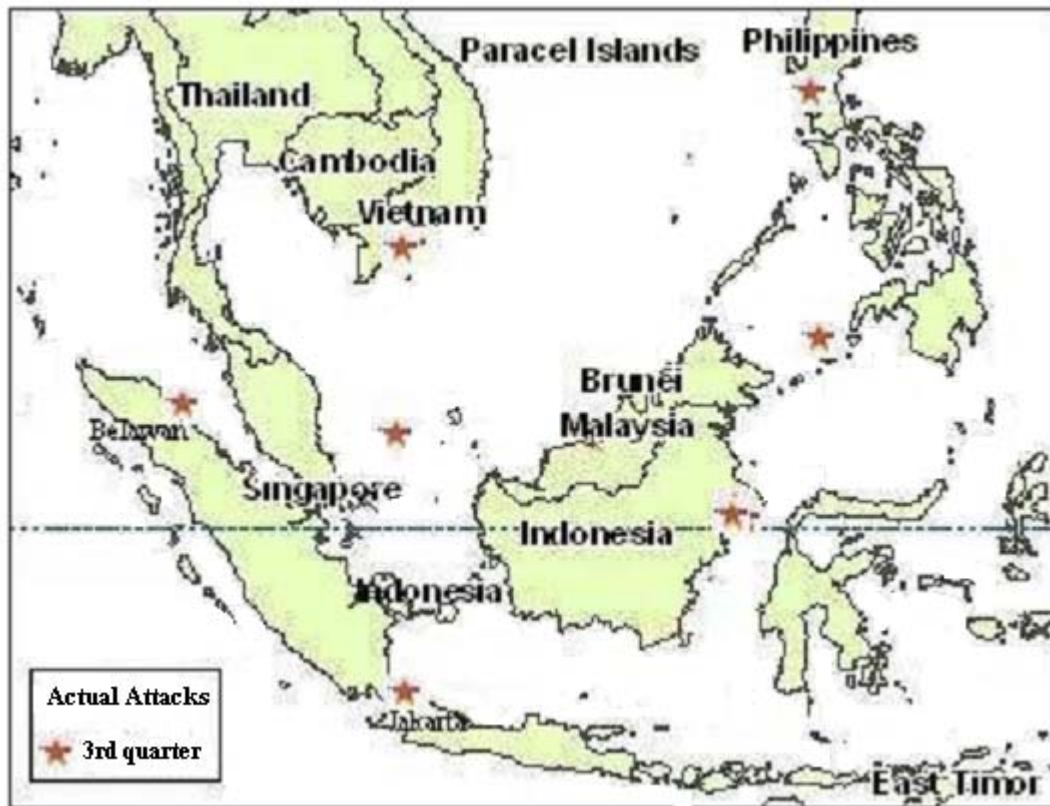 Paracel Islands
Philippines
Thailand
Cambodia
Vietnam
Brunei
Malaysia
Belawan
Singapore
Indonesia
Indonesia
Actual Attacks
3rd quarter
Jakarta
East Timor